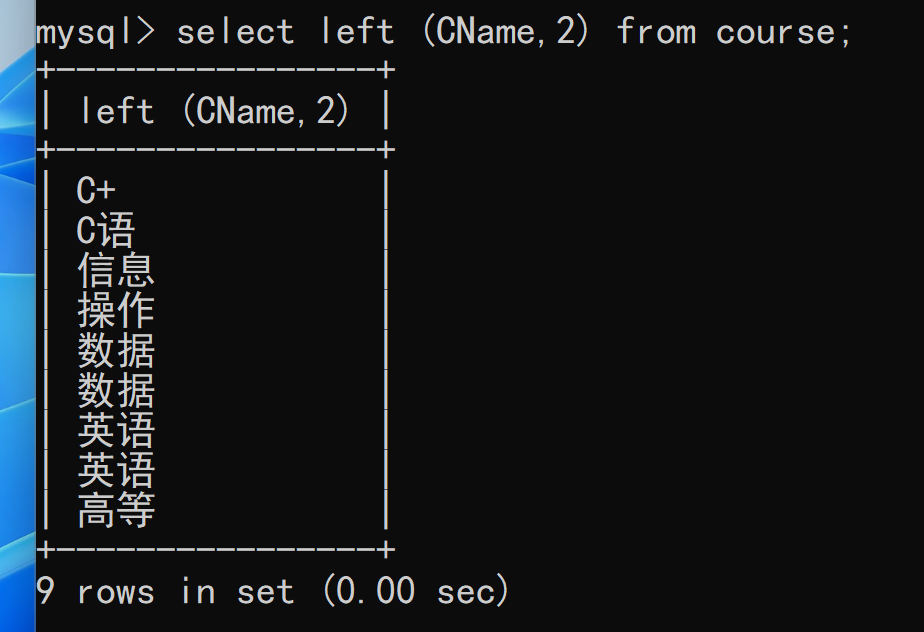 mysql> select left (CName,2) from course;
+----------------+
| left (CName,2) |
+----------------+
| C+             |
| C语            |
| 信息           |
| 操作           |
| 数据           |
| 数据           |
| 英语           |
| 英语           |
| 高等           |
+----------------+
9 rows in set (0.00 sec)